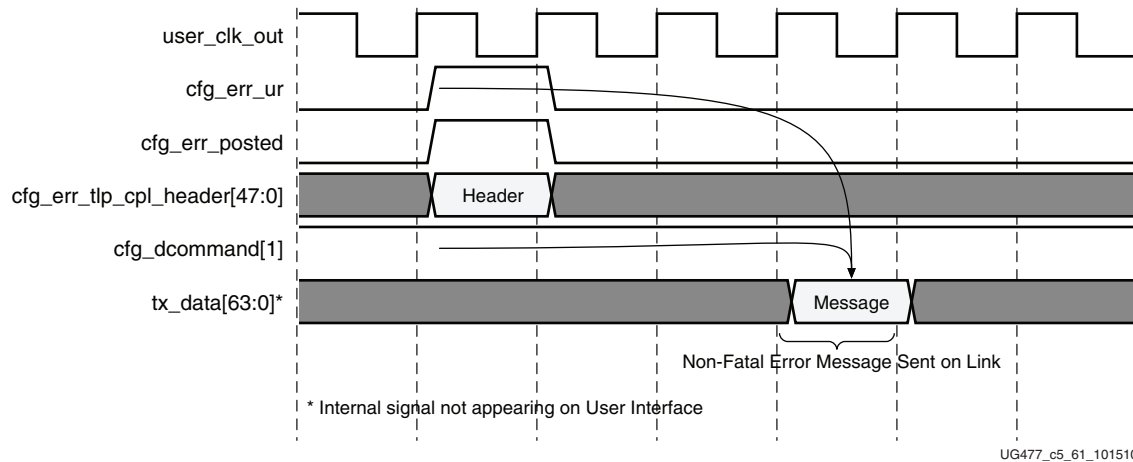 user_clk_out
cfg_err_ur
cfg_err_posted
cfg_err_tlp_cpl_header[47:0]
Header
cfg_dcommand[1]
tx_data[63:0]*
Message
Non-Fatal Error Message Sent on Link
* Internal signal not appearing on User Interface
UG477_c5_61_101510